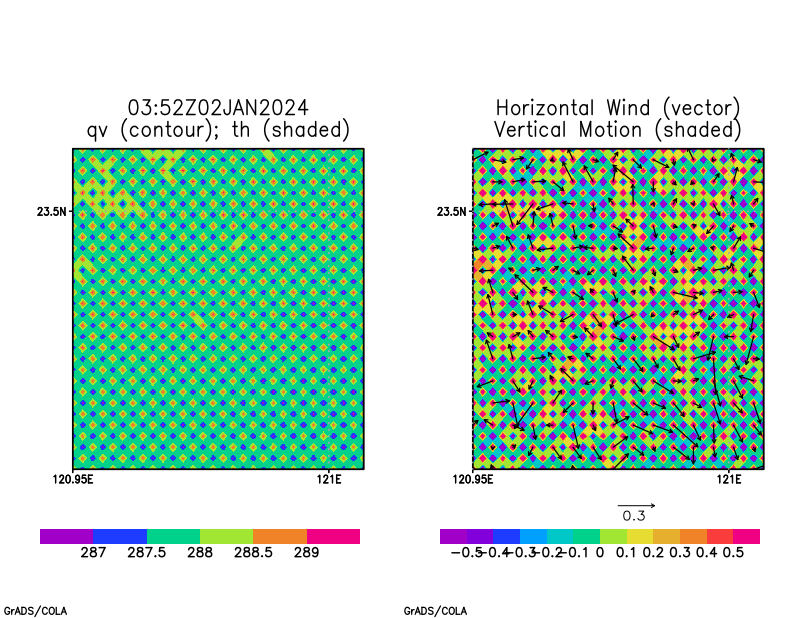 03:52Z02JAN2024
qv (contour); th (shaded)
23.5N
120.95E
121E
287
287.5
288
288.5
289
Horizontal Wind (vector)
Vertical Motion (shaded)
23.5N
120.95E
121E
0.3
-0.5
-0.4
-0.3
-0.2
-0.1
0
0.1
0.2
0.3
0.4
0.5
GrADS/COLA
GrADS/COLA